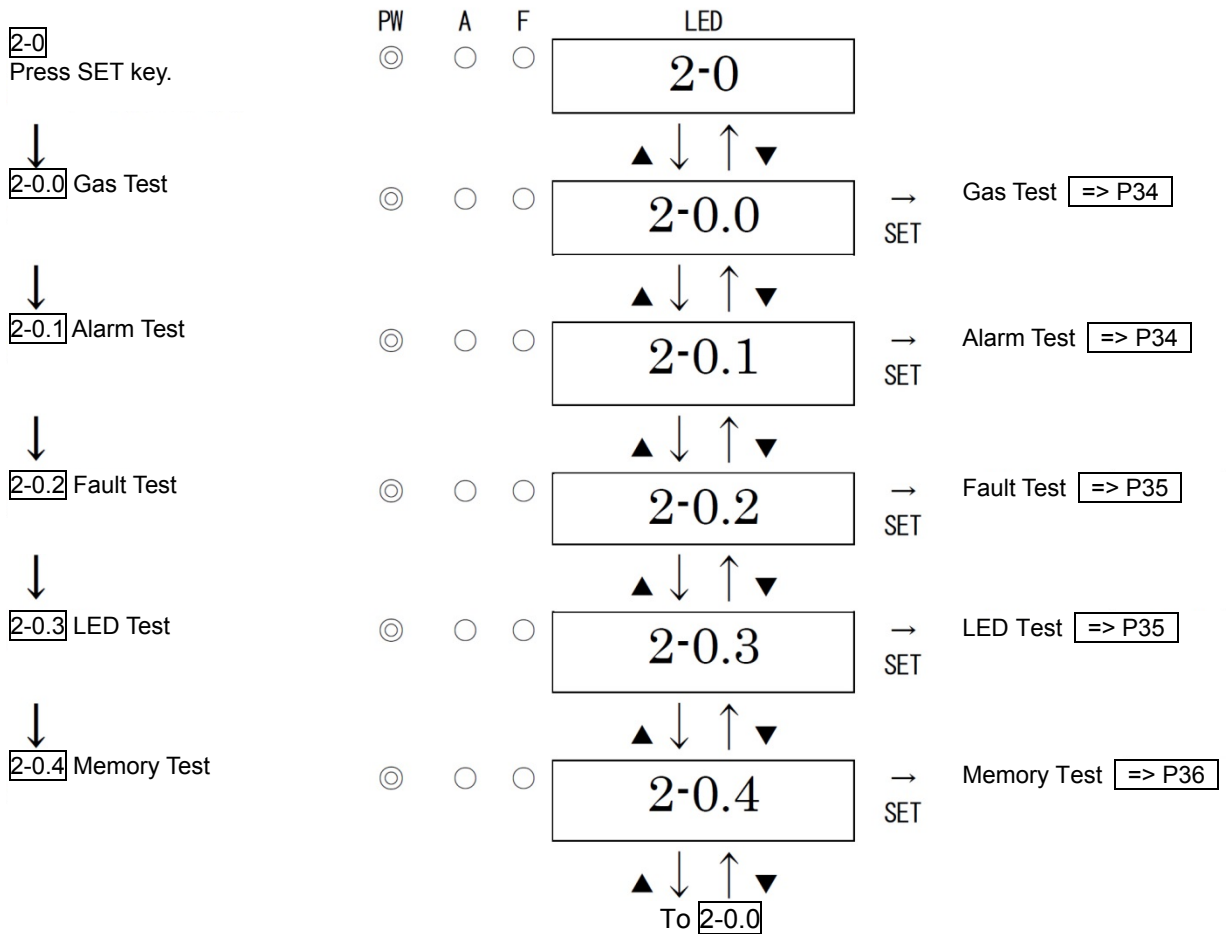 PW A F LED
2-0
Press SET key.
2-0
▲ ↓ ↑ ▼
↓
2-0.0 Gas Test
2-0.0
→ SET
Gas Test => P34
▲ ↓ ↑ ▼
↓
2-0.1 Alarm Test
2-0.1
→ SET
Alarm Test => P34
▲ ↓ ↑ ▼
↓
2-0.2 Fault Test
2-0.2
→ SET
Fault Test => P35
▲ ↓ ↑ ▼
↓
2-0.3 LED Test
2-0.3
→ SET
LED Test => P35
▲ ↓ ↑ ▼
↓
2-0.4 Memory Test
2-0.4
→ SET
Memory Test => P36
▲ ↓ ↑ ▼
To 2-0.0